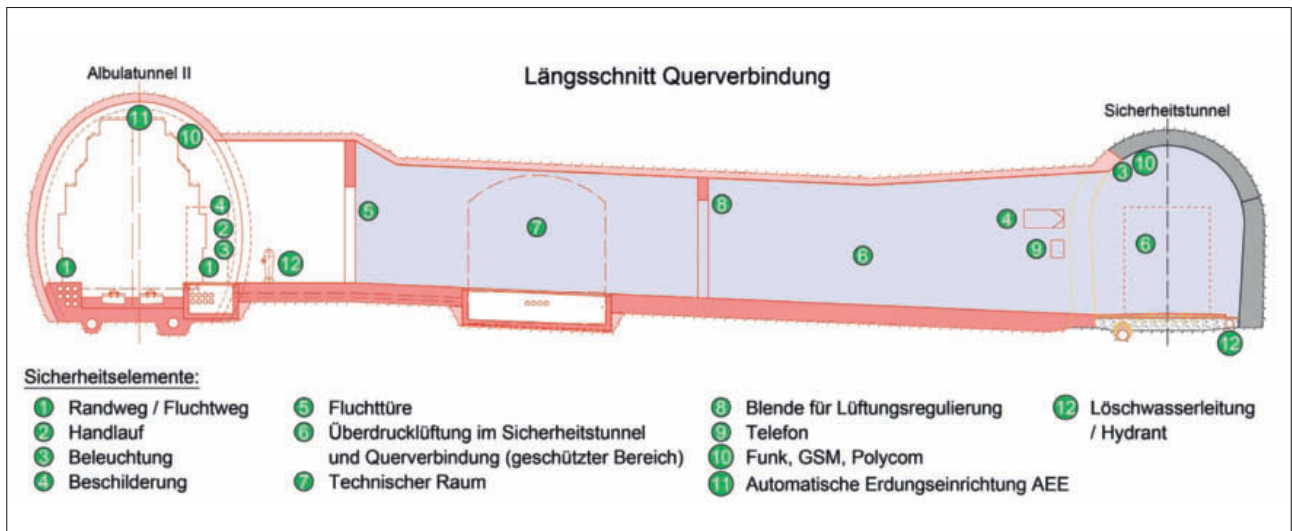 Albulatunnel II
Längsschnitt Querverbindung
Sicherheitstunnel
11
10
3
10
4
2
3
1
1
12
5
7
8
6
4
9
6
12
Sicherheitselemente:
1 Randweg / Fluchtweg
2 Handlauf
3 Beleuchtung
4 Beschilderung
5 Fluchttüre
6 Überdrucklüftung im Sicherheitstunnel
und Querverbindung (geschützter Bereich)
7 Technischer Raum
8 Blende für Lüftungsregulierung
9 Telefon
10 Funk, GSM, Polycom
11 Automatische Erdungseinrichtung AEE
12 Löschwasserleitung
/ Hydrant